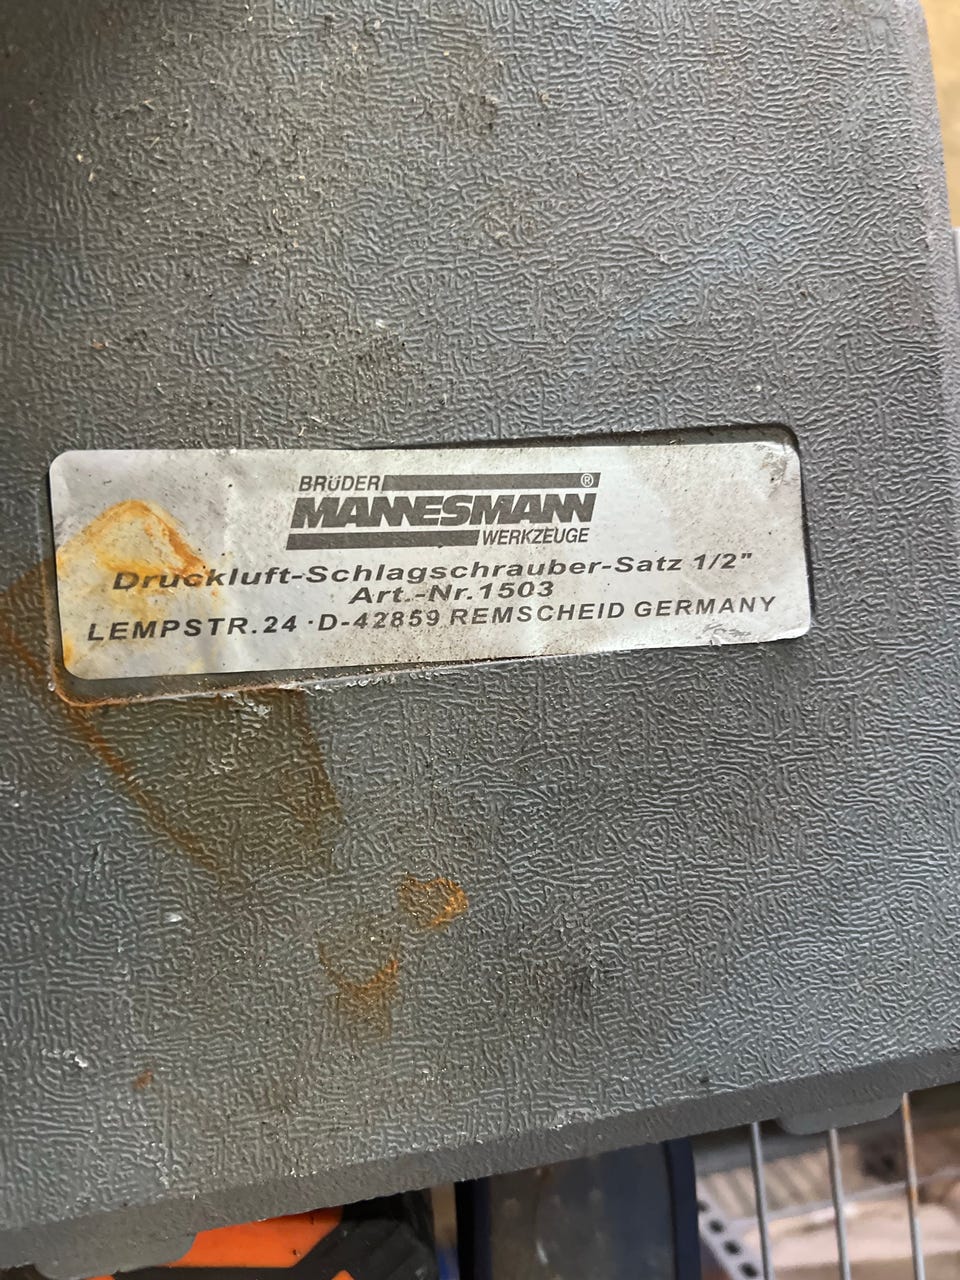 BRÜDER ®
MANNESMANN
WERKZEUGE
Druckluft-Schlagschrauber-Satz 1/2"
Art.-Nr.1503
LEMPSTR.24 · D-42859 REMSCHEID GERMANY